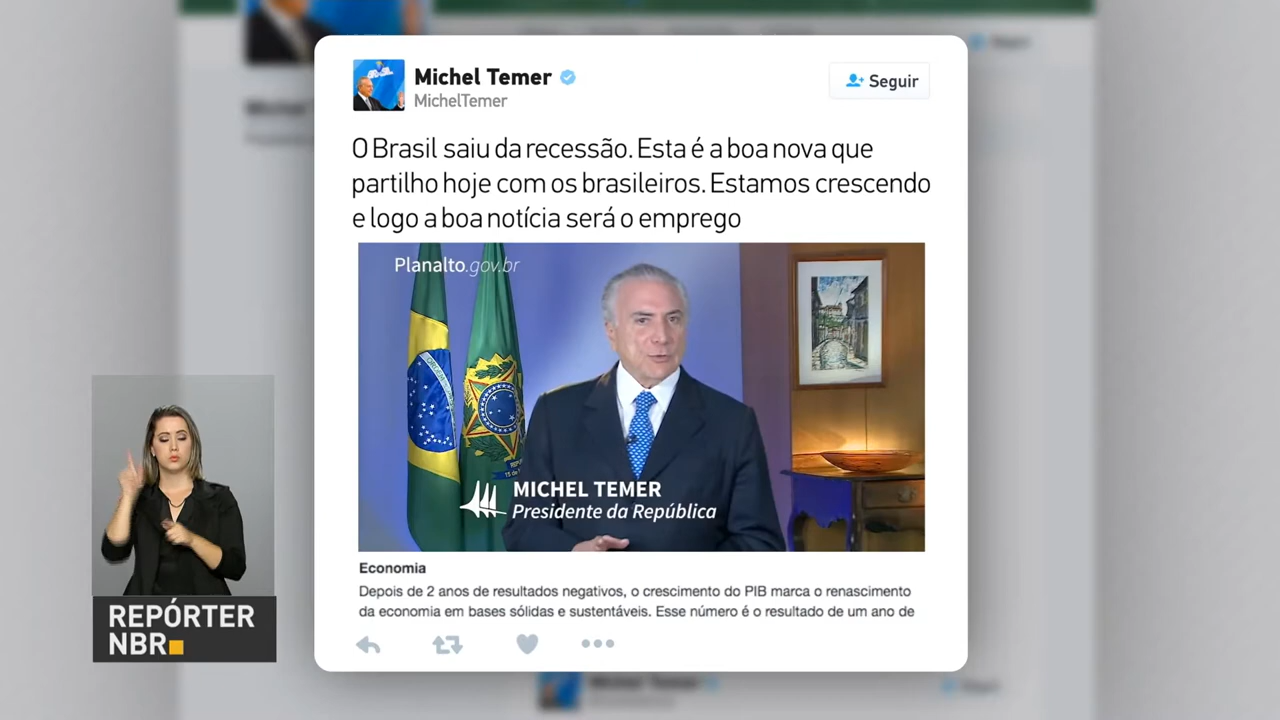 Michel Temer
MichelTemer
Seguir
O Brasil saiu da recessão. Esta é a boa nova que
partilho hoje com os brasileiros. Estamos crescendo
e logo a boa notícia será o emprego
Planalto.gov.br
MICHEL TEMER
Presidente da República
Economia
Depois de 2 anos de resultados negativos, o crescimento do PIB marca o renascimento
da economia em bases sólidas e sustentáveis. Esse número é o resultado de um ano de
REPÓRTER
NBR